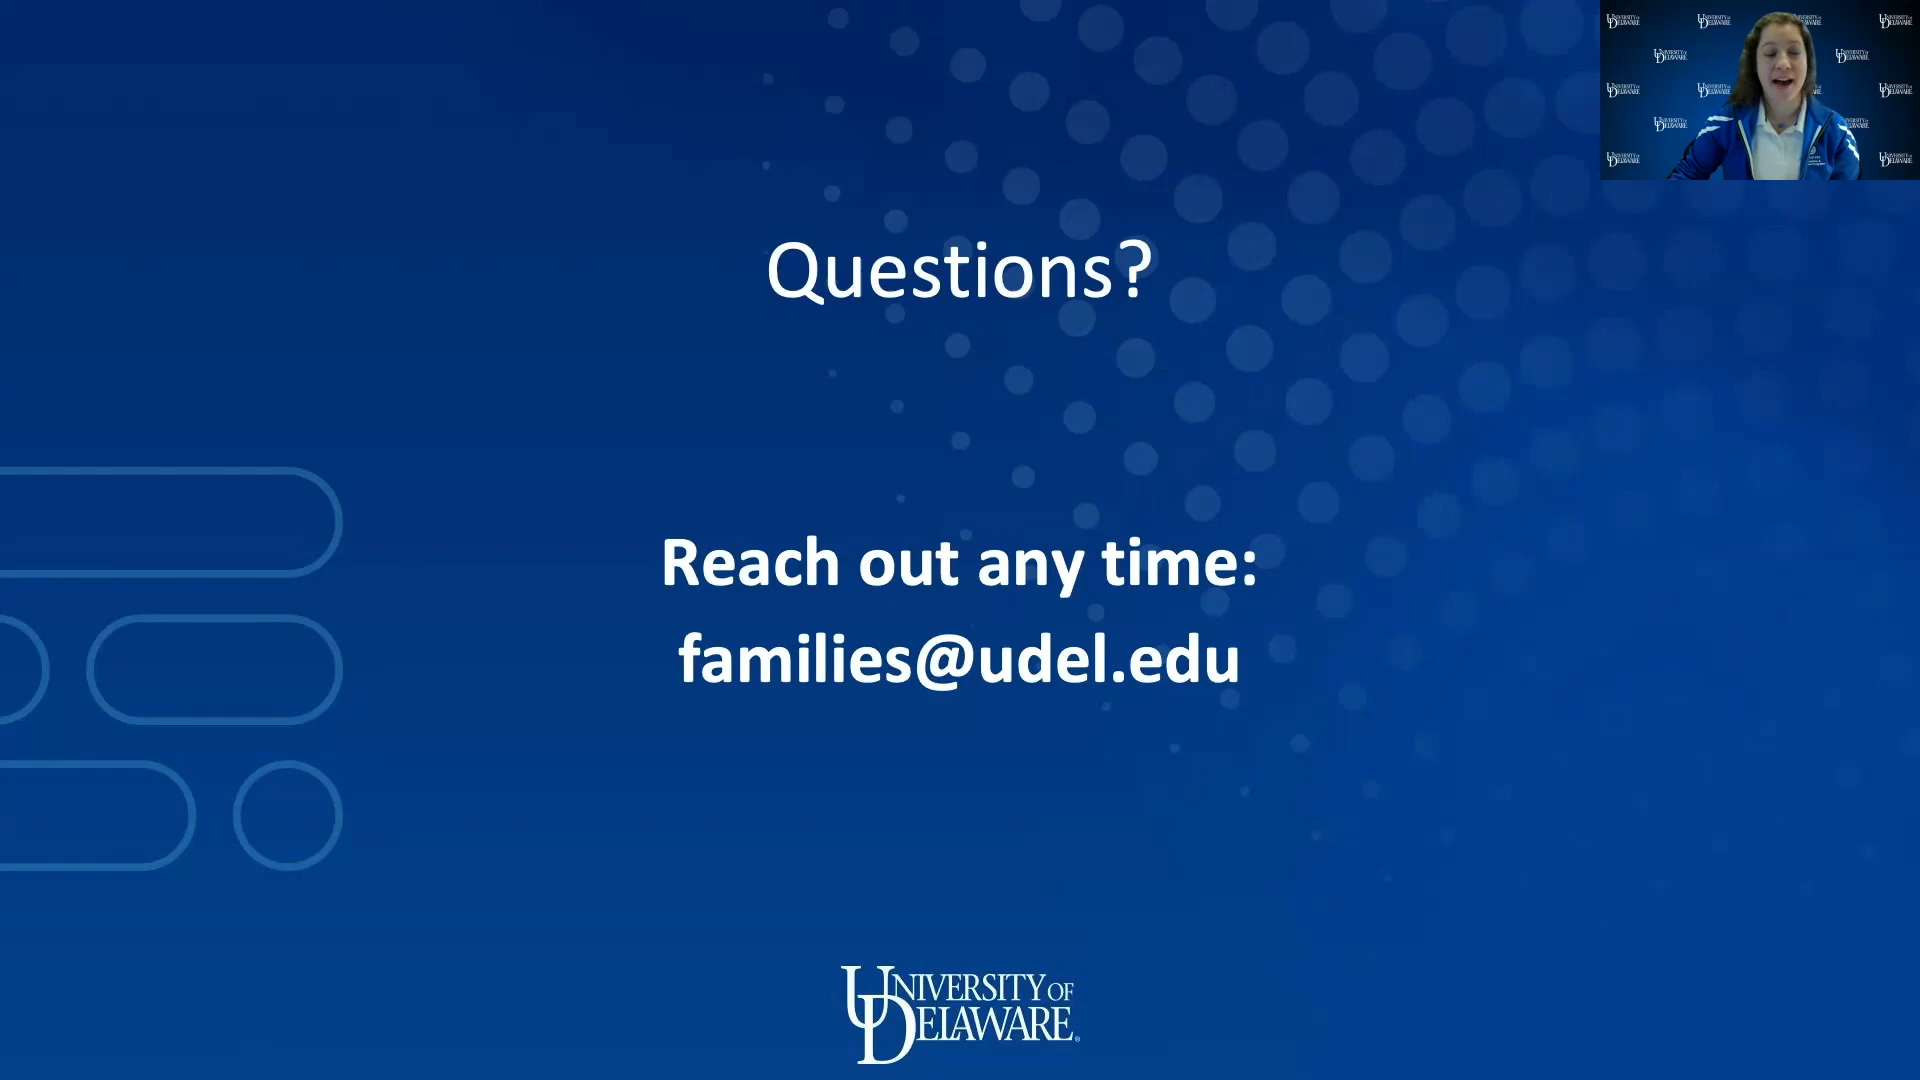 Questions?
Reach out any time:
families@udel.edu
UNIVERSITY OF
DELAWARE